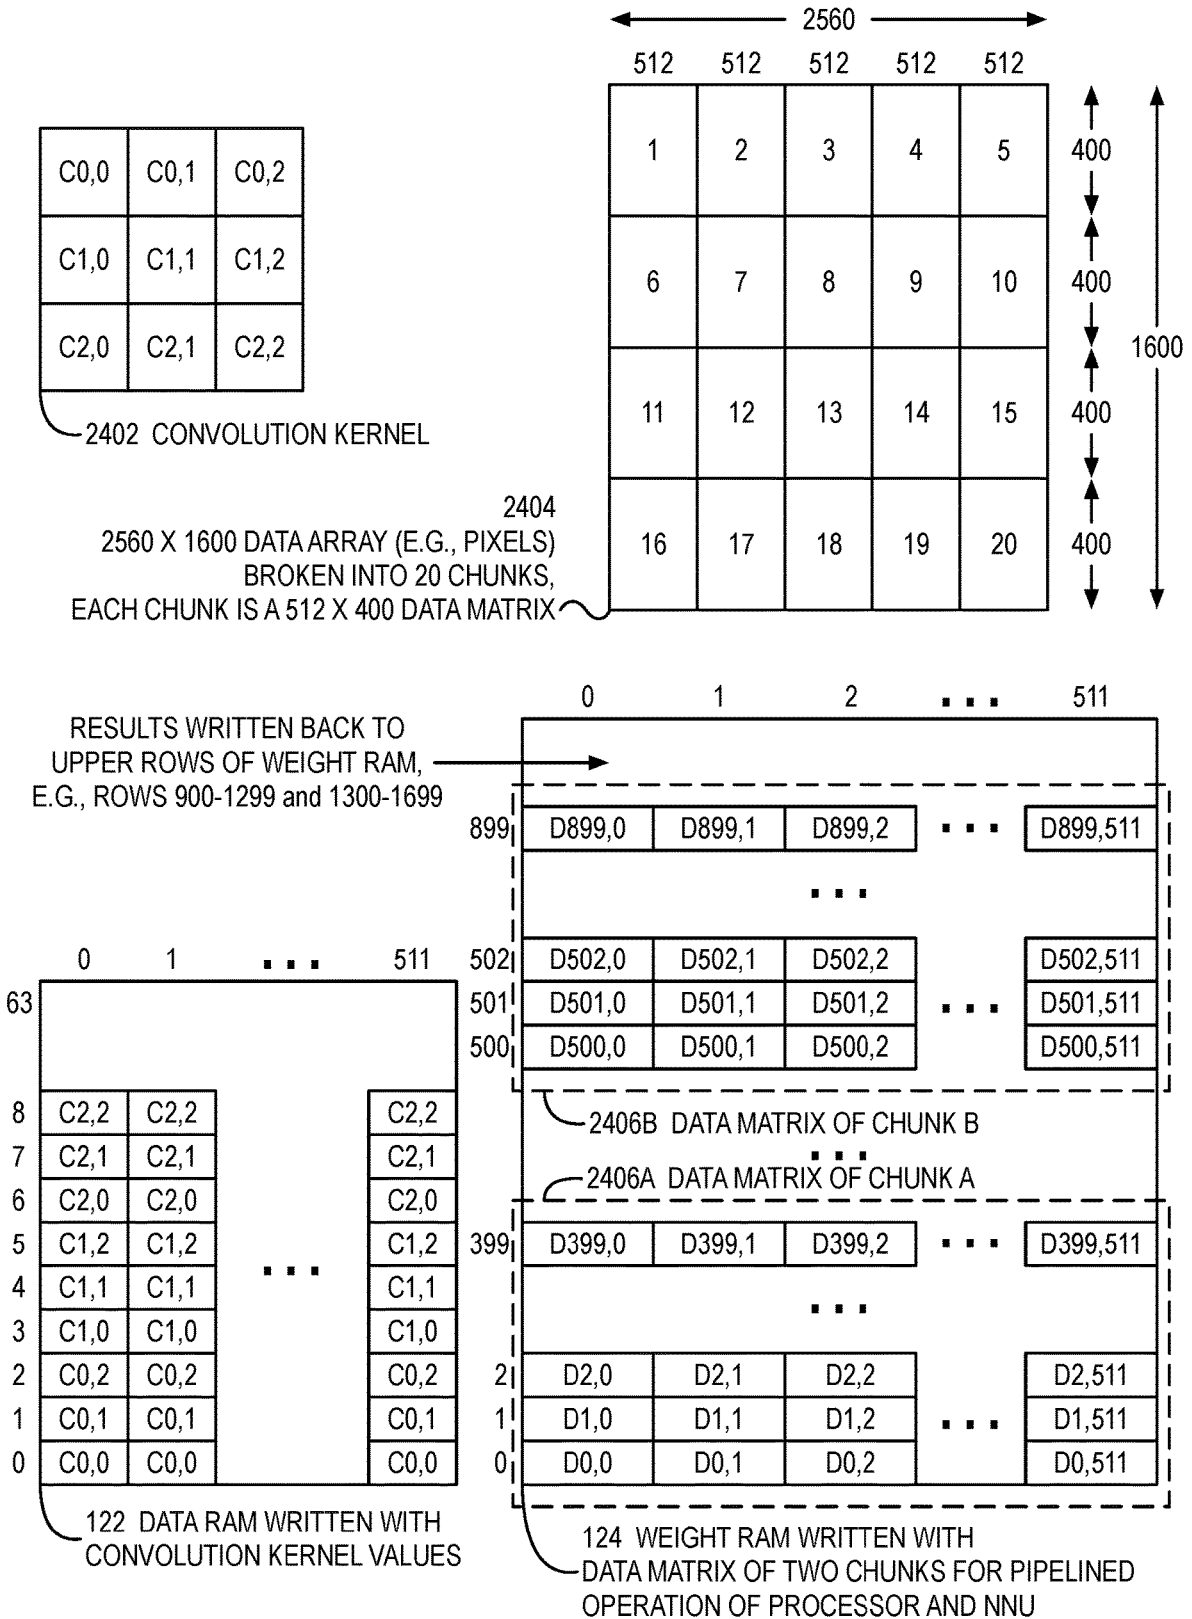 2560
512 512 512 512 512
1 2 3 4 5 400
6 7 8 9 10 400
11 12 13 14 15 400
16 17 18 19 20 400
1600
C0,0 C0,1 C0,2
C1,0 C1,1 C1,2
C2,0 C2,1 C2,2
2402 CONVOLUTION KERNEL
2404
2560 X 1600 DATA ARRAY (E.G., PIXELS)
BROKEN INTO 20 CHUNKS,
EACH CHUNK IS A 512 X 400 DATA MATRIX
RESULTS WRITTEN BACK TO
UPPER ROWS OF WEIGHT RAM,
E.G., ROWS 900-1299 and 1300-1699
0 1 2 ... 511
899 D899,0 D899,1 D899,2 ... D899,511
...
502 D502,0 D502,1 D502,2 D502,511
501 D501,0 D501,1 D501,2 ... D501,511
500 D500,0 D500,1 D500,2 D500,511
2406B DATA MATRIX OF CHUNK B
...
2406A DATA MATRIX OF CHUNK A
399 D399,0 D399,1 D399,2 ... D399,511
...
2 D2,0 D2,1 D2,2 D2,511
1 D1,0 D1,1 D1,2 ... D1,511
0 D0,0 D0,1 D0,2 D0,511
124 WEIGHT RAM WRITTEN WITH
DATA MATRIX OF TWO CHUNKS FOR PIPELINED
OPERATION OF PROCESSOR AND NNU
0 1 ... 511
63
8 C2,2 C2,2 C2,2
7 C2,1 C2,1 C2,1
6 C2,0 C2,0 C2,0
5 C1,2 C1,2 C1,2
4 C1,1 C1,1 ... C1,1
3 C1,0 C1,0 C1,0
2 C0,2 C0,2 C0,2
1 C0,1 C0,1 C0,1
0 C0,0 C0,0 C0,0
122 DATA RAM WRITTEN WITH
CONVOLUTION KERNEL VALUES